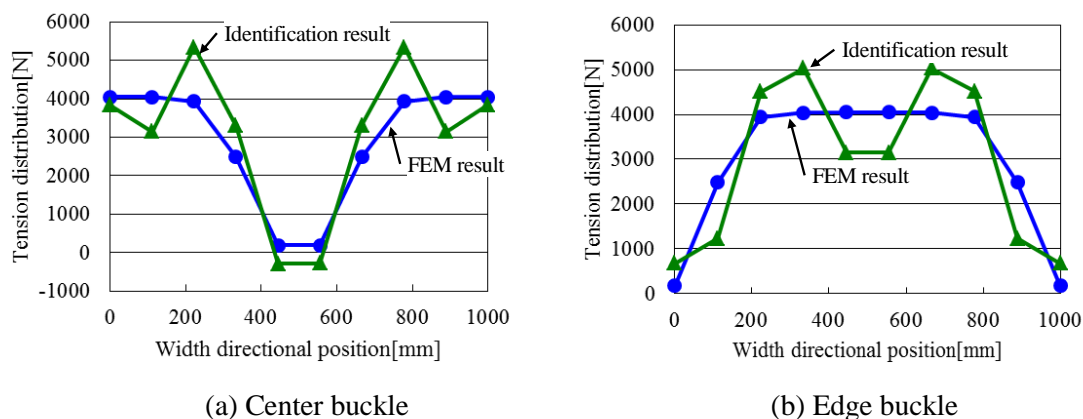 6000
5000
4000
3000
2000
1000
0
-1000
Tension distribution[N]
Identification result
FEM result
0 200 400 600 800 1000
Width directional position[mm]
(a) Center buckle
6000
5000
4000
3000
2000
1000
0
Tension distribution[N]
Identification result
FEM result
0 200 400 600 800 1000
Width directional position[mm]
(b) Edge buckle